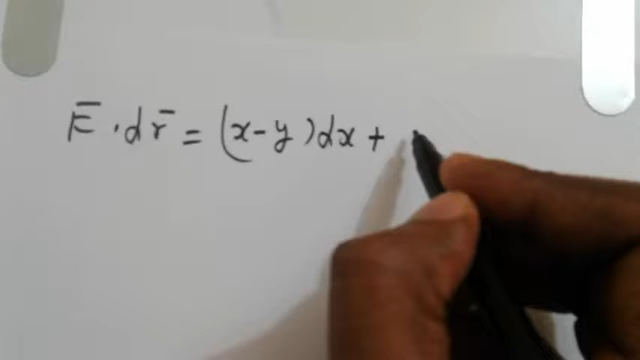 F̄ · dr̄ = (x - y)dx +